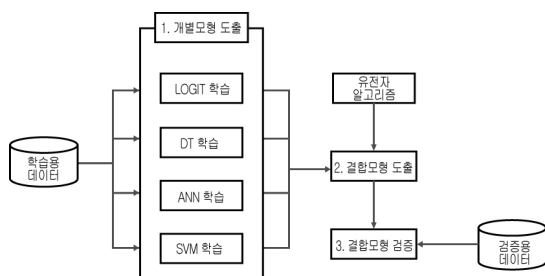 1. 개별모형 도출
LOGIT 학습
DT 학습
ANN 학습
SVM 학습
학습용
데이터
유전자
알고리즘
2. 결합모형 도출
3. 결합모형 검증
검증용
데이터